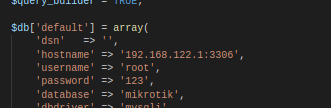 $query_builder = TRUE;
$db['default'] = array(
'dsn' => '',
'hostname' => '192.168.122.1:3306',
'username' => 'root',
'password' => '123',
'database' => 'mikrotik',
'dbdriver' => 'mysqli',